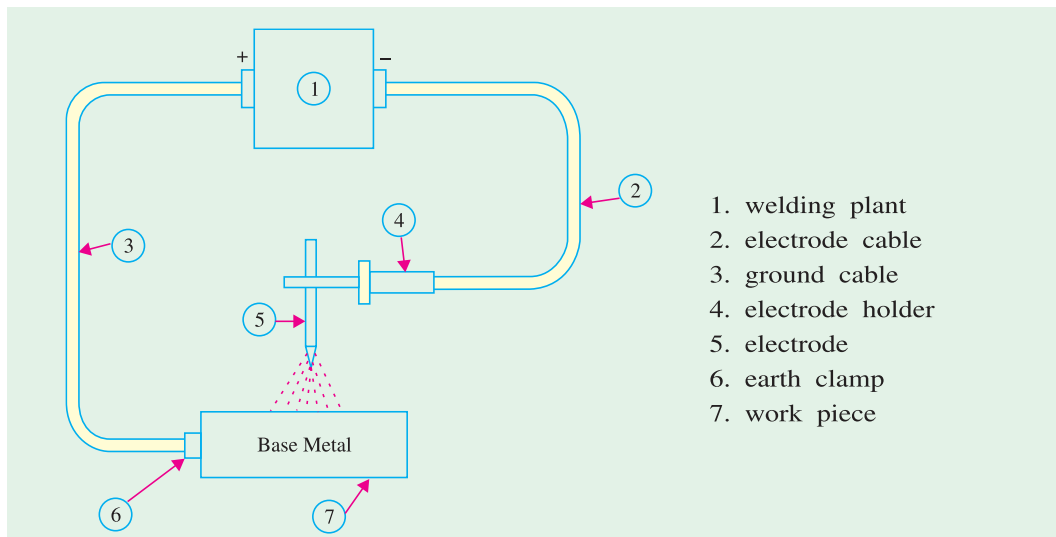 +
–
1
2
3
4
5
6
7
Base Metal
1. welding plant
2. electrode cable
3. ground cable
4. electrode holder
5. electrode
6. earth clamp
7. work piece